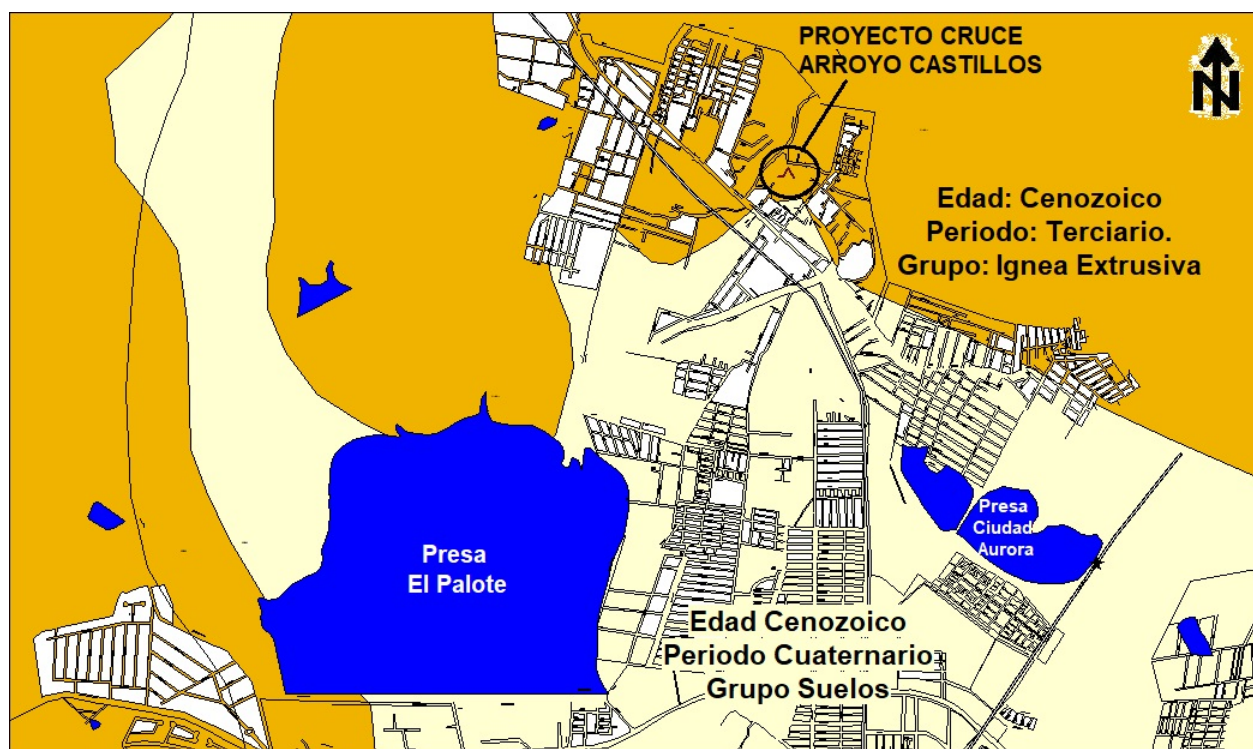 PROYECTO CRUCE
ARROYO CASTILLOS
N
Edad: Cenozoico
Periodo: Terciario.
Grupo: Ignea Extrusiva
Presa
Ciudad
Aurora
Presa
El Palote
Edad Cenozoico
Periodo Cuaternario
Grupo Suelos